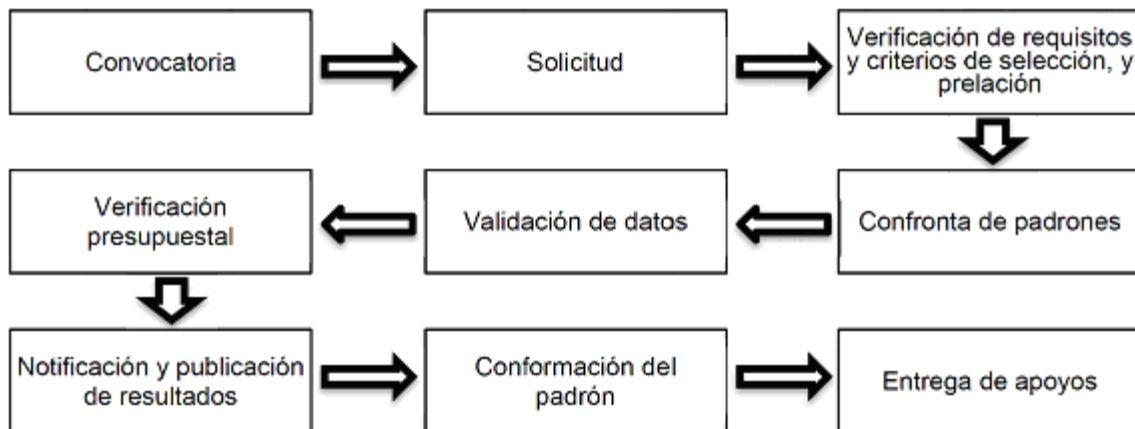 Convocatoria
Solicitud
Verificación de requisitos
y criterios de selección, y
prelación
Confronta de padrones
Validación de datos
Verificación
presupuestal
Notificación y publicación
de resultados
Conformación del
padrón
Entrega de apoyos